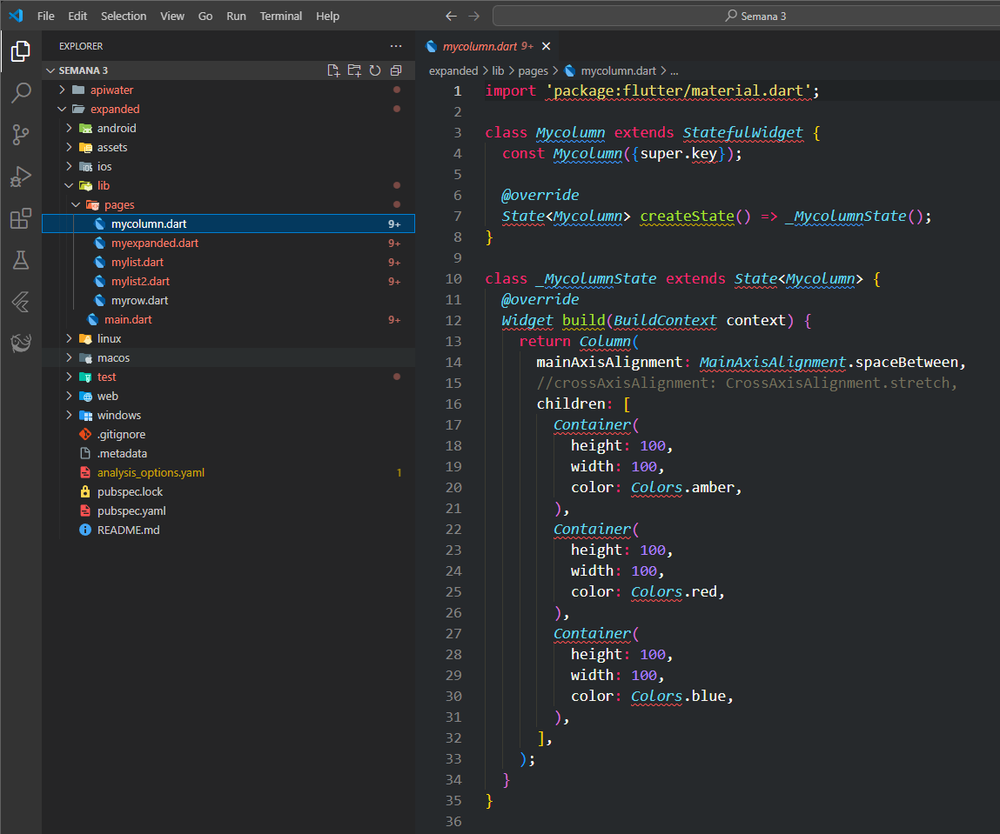 File Edit Selection View Go Run Terminal Help
Semana 3
EXPLORER
SEMANA 3
apiwater
expanded
android
assets
ios
lib
pages
mycolumn.dart 9+
myexpanded.dart 9+
mylist.dart 9+
mylist2.dart 9+
myrow.dart
main.dart 9+
linux
macos
test
web
windows
.gitignore
.metadata
analysis_options.yaml 1
pubspec.lock
pubspec.yaml
README.md
mycolumn.dart 9+
expanded > lib > pages > mycolumn.dart > ...
1 import 'package:flutter/material.dart';
2
3 class Mycolumn extends StatefulWidget {
4 const Mycolumn({super.key});
5
6 @override
7 State<Mycolumn> createState() => _MycolumnState();
8 }
9
10 class _MycolumnState extends State<Mycolumn> {
11 @override
12 Widget build(BuildContext context) {
13 return Column(
14 mainAxisAlignment: MainAxisAlignment.spaceBetween,
15 //crossAxisAlignment: CrossAxisAlignment.stretch,
16 children: [
17 Container(
18 height: 100,
19 width: 100,
20 color: Colors.amber,
21 ),
22 Container(
23 height: 100,
24 width: 100,
25 color: Colors.red,
26 ),
27 Container(
28 height: 100,
29 width: 100,
30 color: Colors.blue,
31 ),
32 ],
33 );
34 }
35 }
36